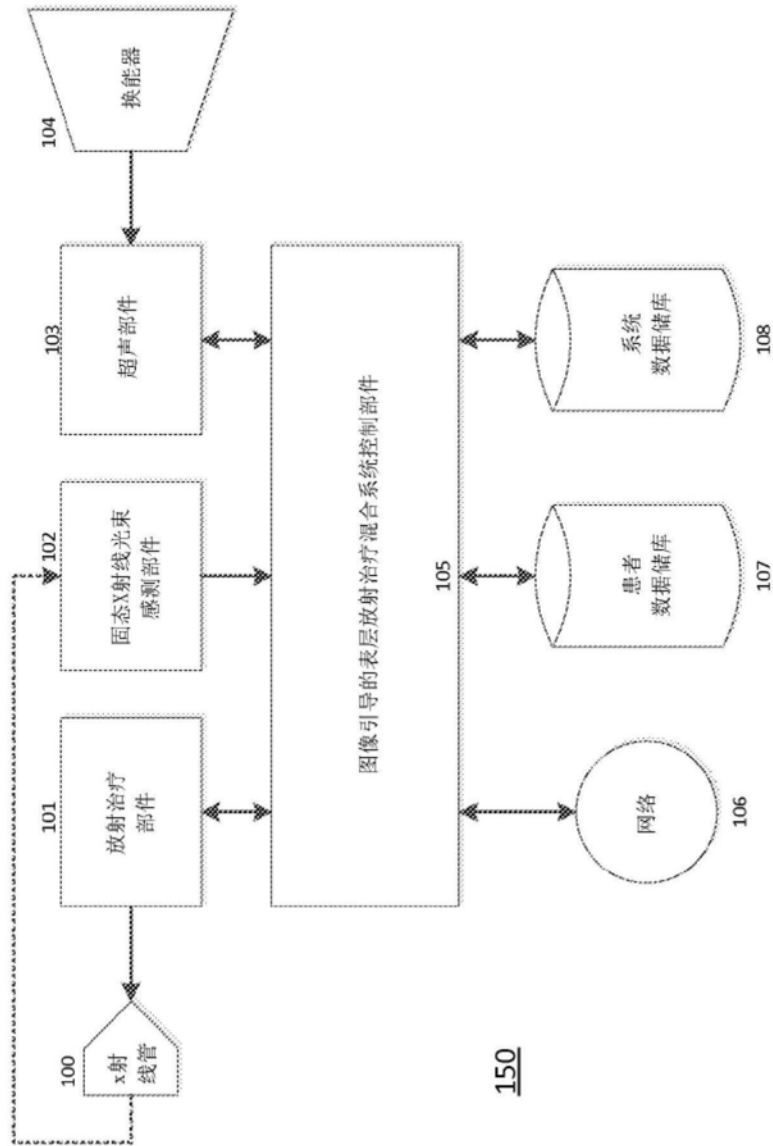 100
x射
线管
101
放射治疗
部件
102
固态X射线光束
感测部件
103
超声部件
104
换能器
图像引导的表层放射治疗混合系统控制部件
105
网络
106
患者
数据储库
107
系统
数据储库
108
150